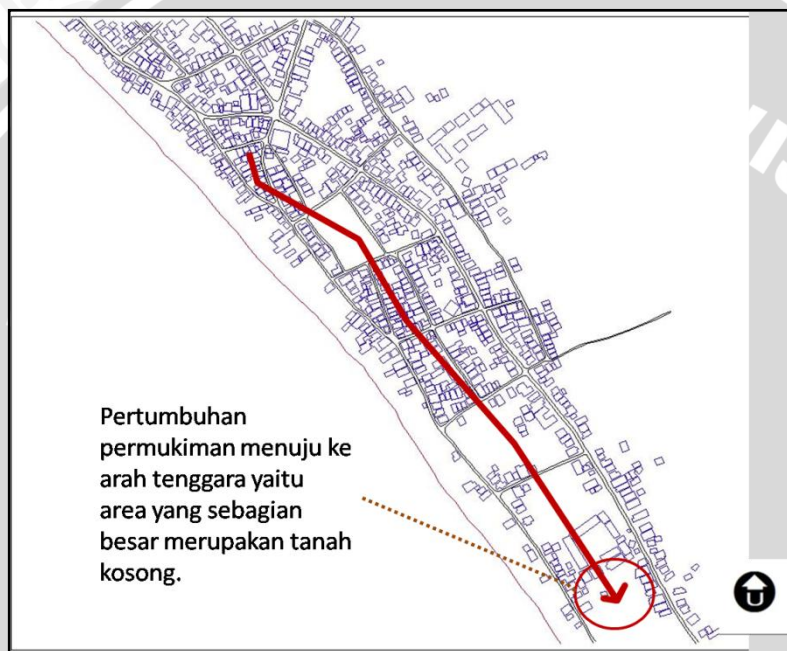 Pertumbuhan
permukiman menuju ke
arah tenggara yaitu
area yang sebagian
besar merupakan tanah
kosong.
U